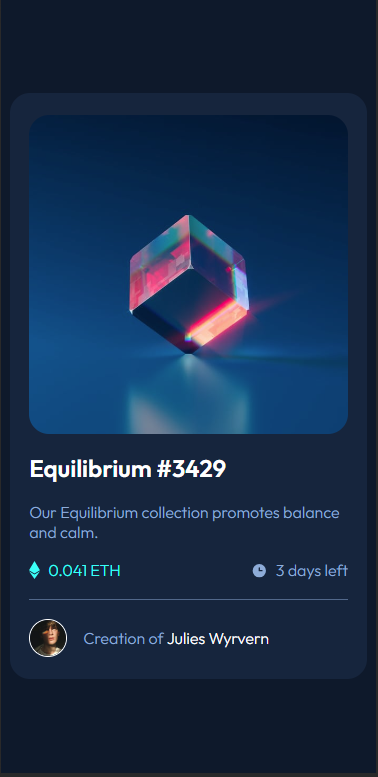 Equilibrium #3429
Our Equilibrium collection promotes balance
and calm.
0.041 ETH
3 days left
Creation of Julies Wyrvern